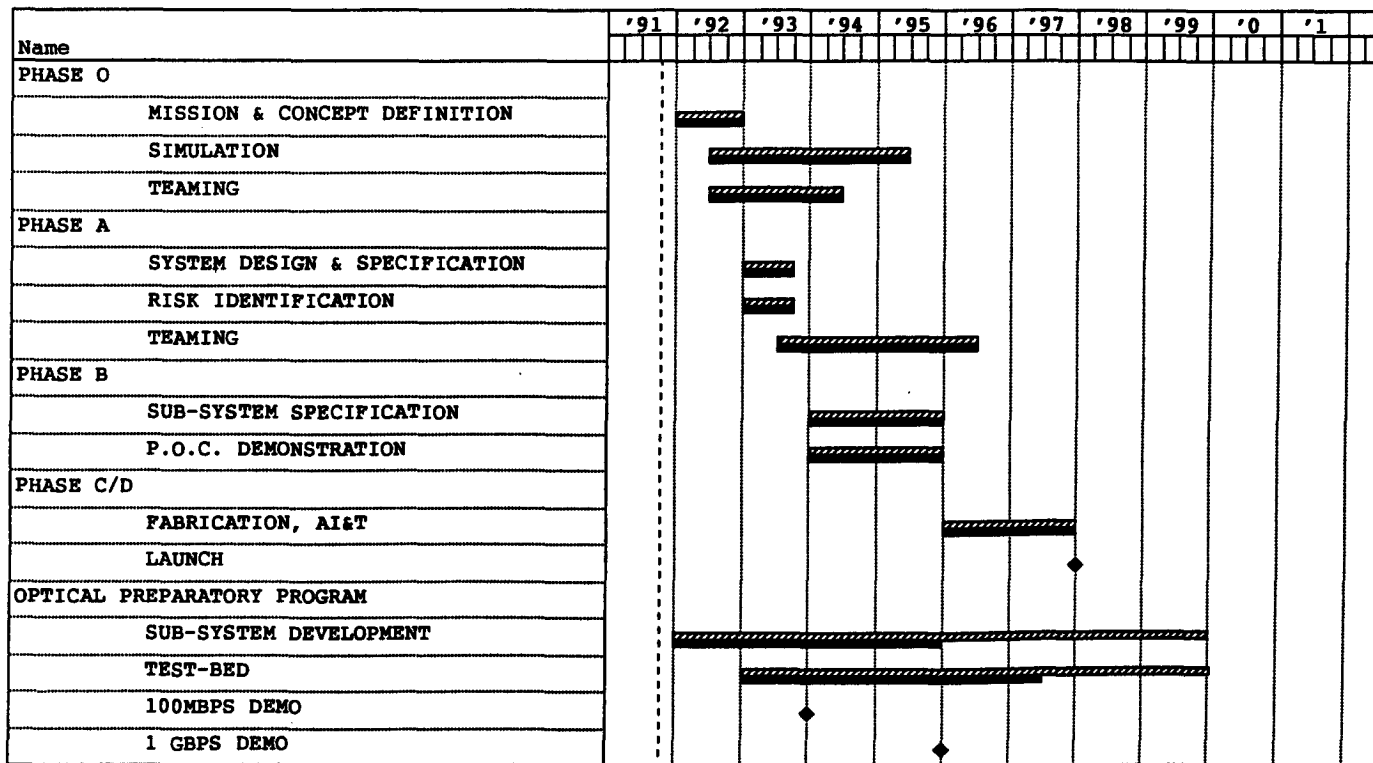 '91 '92 '93 '94 '95 '96 '97 '98 '99 '0 '1
Name
PHASE O
MISSION & CONCEPT DEFINITION
SIMULATION
TEAMING
PHASE A
SYSTEM DESIGN & SPECIFICATION
RISK IDENTIFICATION
TEAMING
PHASE B
SUB-SYSTEM SPECIFICATION
P.O.C. DEMONSTRATION
PHASE C/D
FABRICATION, AI&T
LAUNCH
OPTICAL PREPARATORY PROGRAM
SUB-SYSTEM DEVELOPMENT
TEST-BED
100MBPS DEMO
1 GBPS DEMO